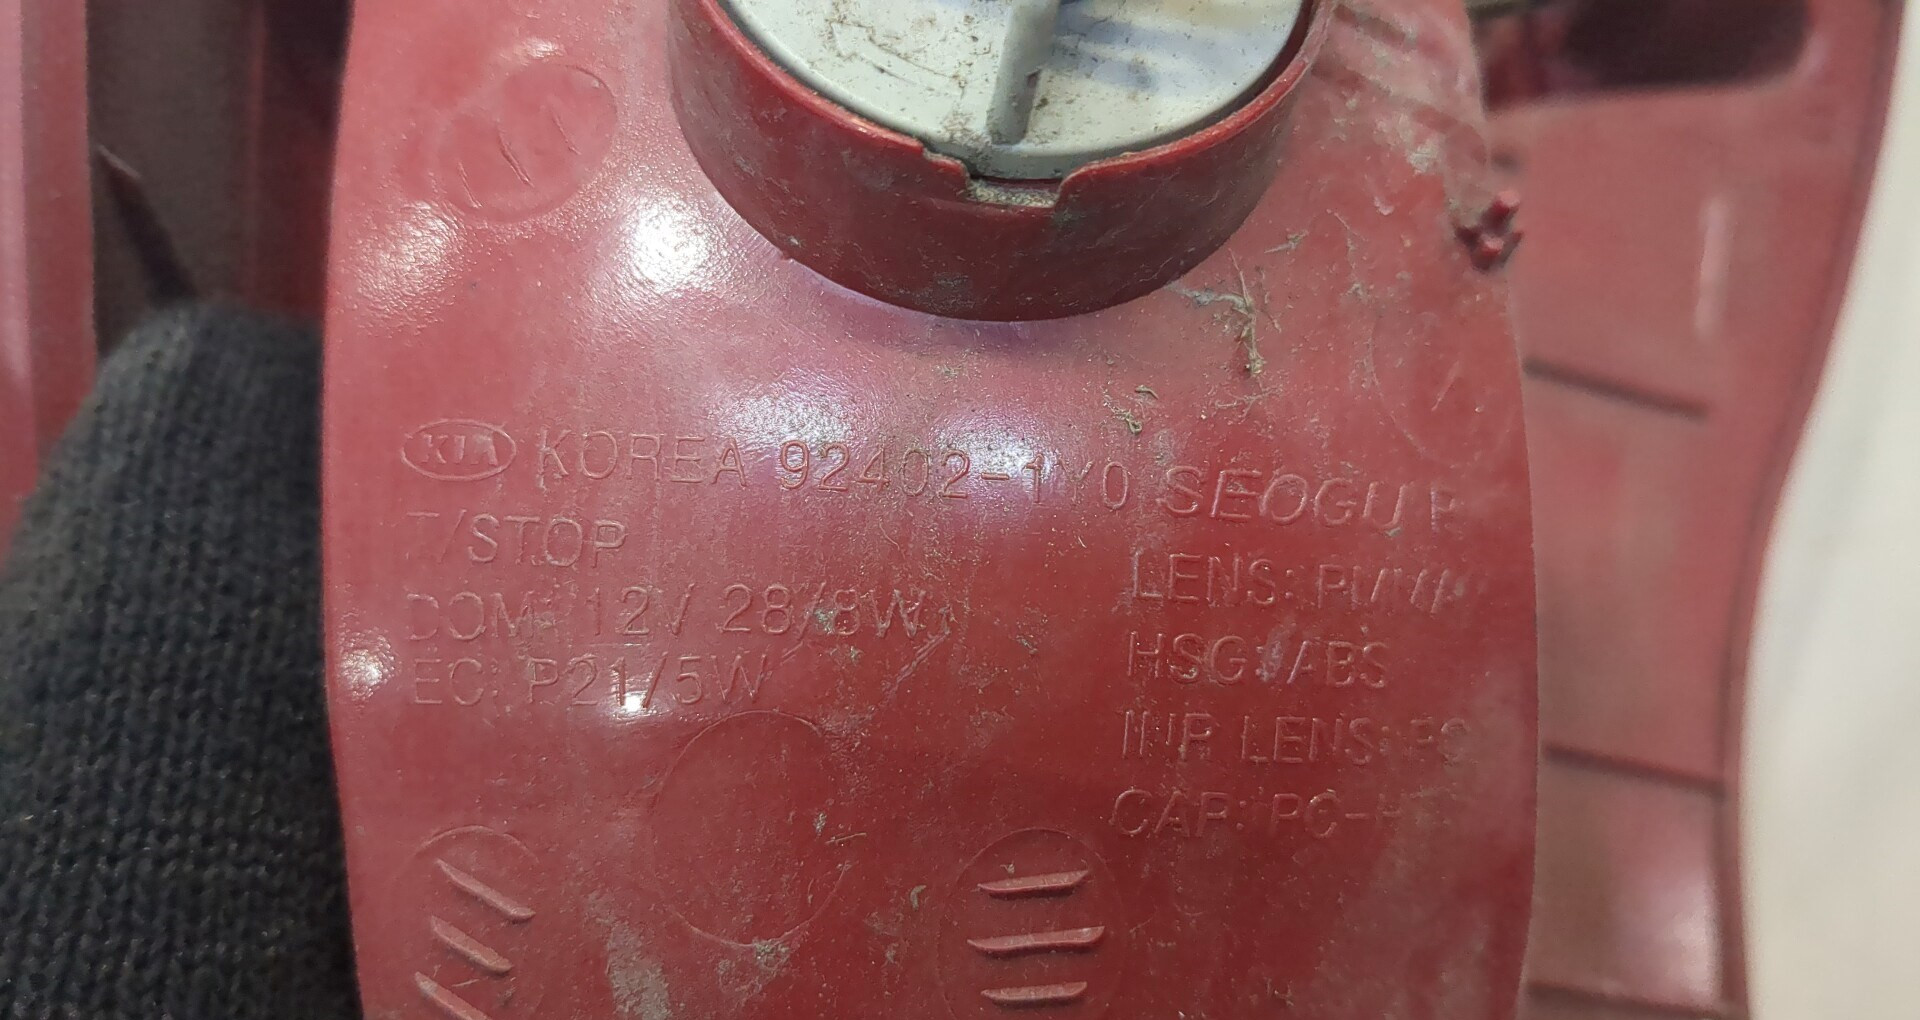 KIA KOREA 92402-1Y0 SEOGU
T/STOP
DOM: 12V 28/8W
EC: P21/5W
LENS:
HSG: ABS
INR LENS: PC
CAP: